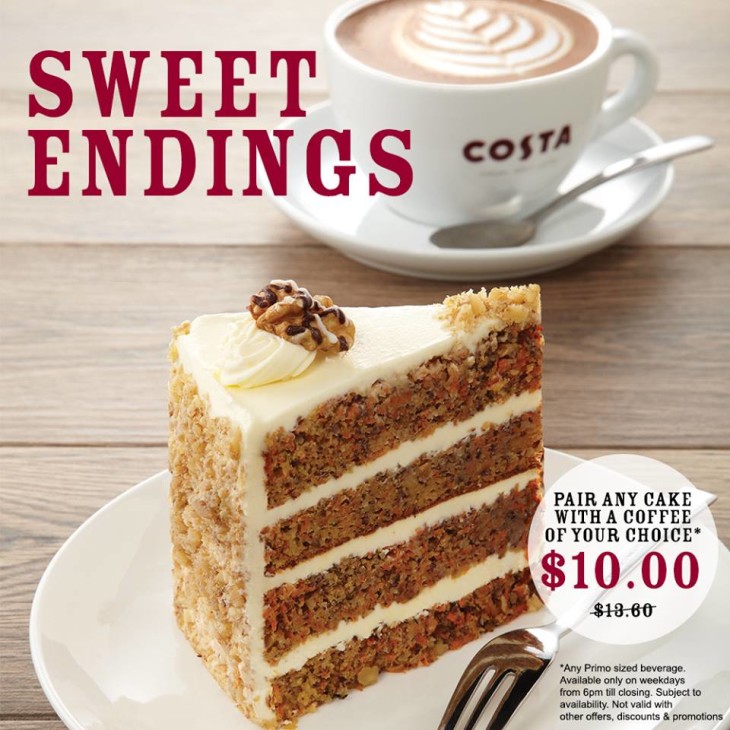 SWEET
ENDINGS
COSTA
PAIR ANY CAKE
WITH A COFFEE
OF YOUR CHOICE*
$10.00
$13.60
*Any Primo sized beverage.
Available only on weekdays
from 6pm till closing. Subject to
availability. Not valid with
other offers, discounts & promotions